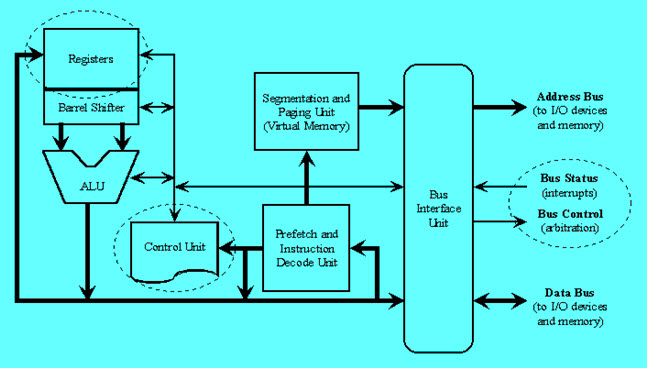 Registers
Barrel Shifter
ALU
Control Unit
Segmentation and
Paging Unit
(Virtual Memory)
Prefetch and
Instruction
Decode Unit
Bus
Interface
Unit
Address Bus
(to I/O devices
and memory)
Bus Status
(interrupts)
Bus Control
(arbitration)
Data Bus
(to I/O devices
and memory)